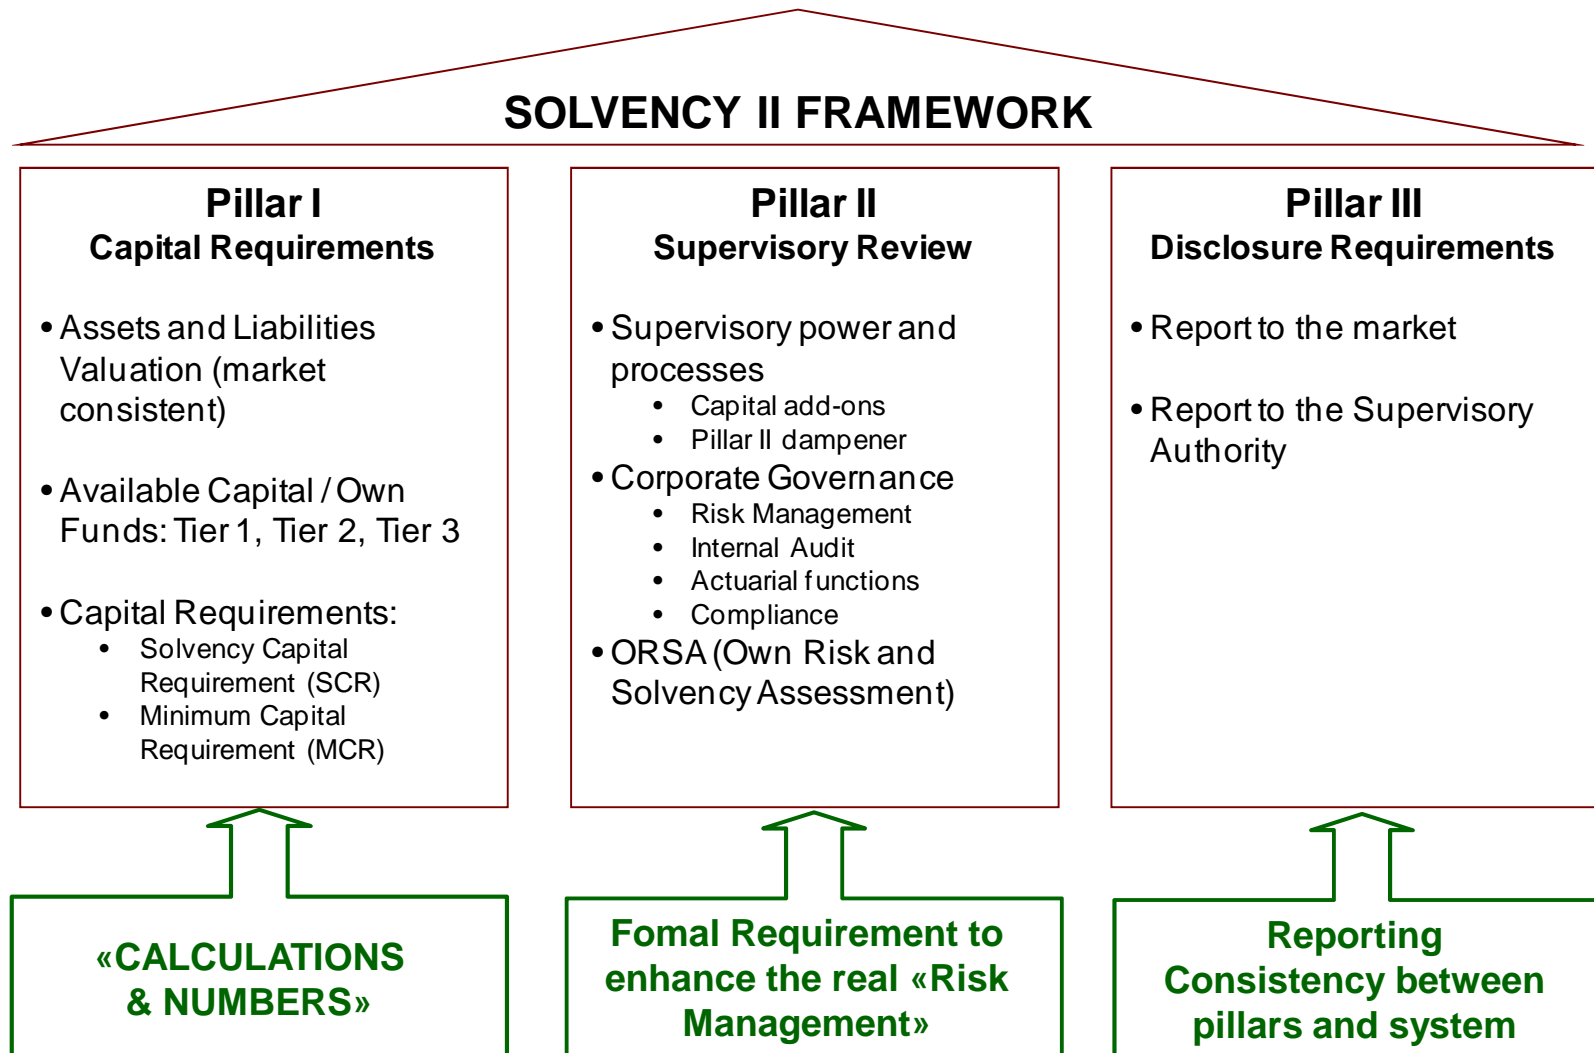 SOLVENCY II FRAMEWORK
Pillar I
Capital Requirements
• Assets and Liabilities
Valuation (market
consistent)
• Available Capital / Own
Funds: Tier 1, Tier 2, Tier 3
• Capital Requirements:
• Solvency Capital
Requirement (SCR)
• Minimum Capital
Requirement (MCR)
Pillar II
Supervisory Review
• Supervisory power and
processes
• Capital add-ons
• Pillar II dampener
• Corporate Governance
• Risk Management
• Internal Audit
• Actuarial functions
• Compliance
• ORSA (Own Risk and
Solvency Assessment)
Pillar III
Disclosure Requirements
• Report to the market
• Report to the Supervisory
Authority
«CALCULATIONS
& NUMBERS»
Fomal Requirement to
enhance the real «Risk
Management»
Reporting
Consistency between
pillars and system